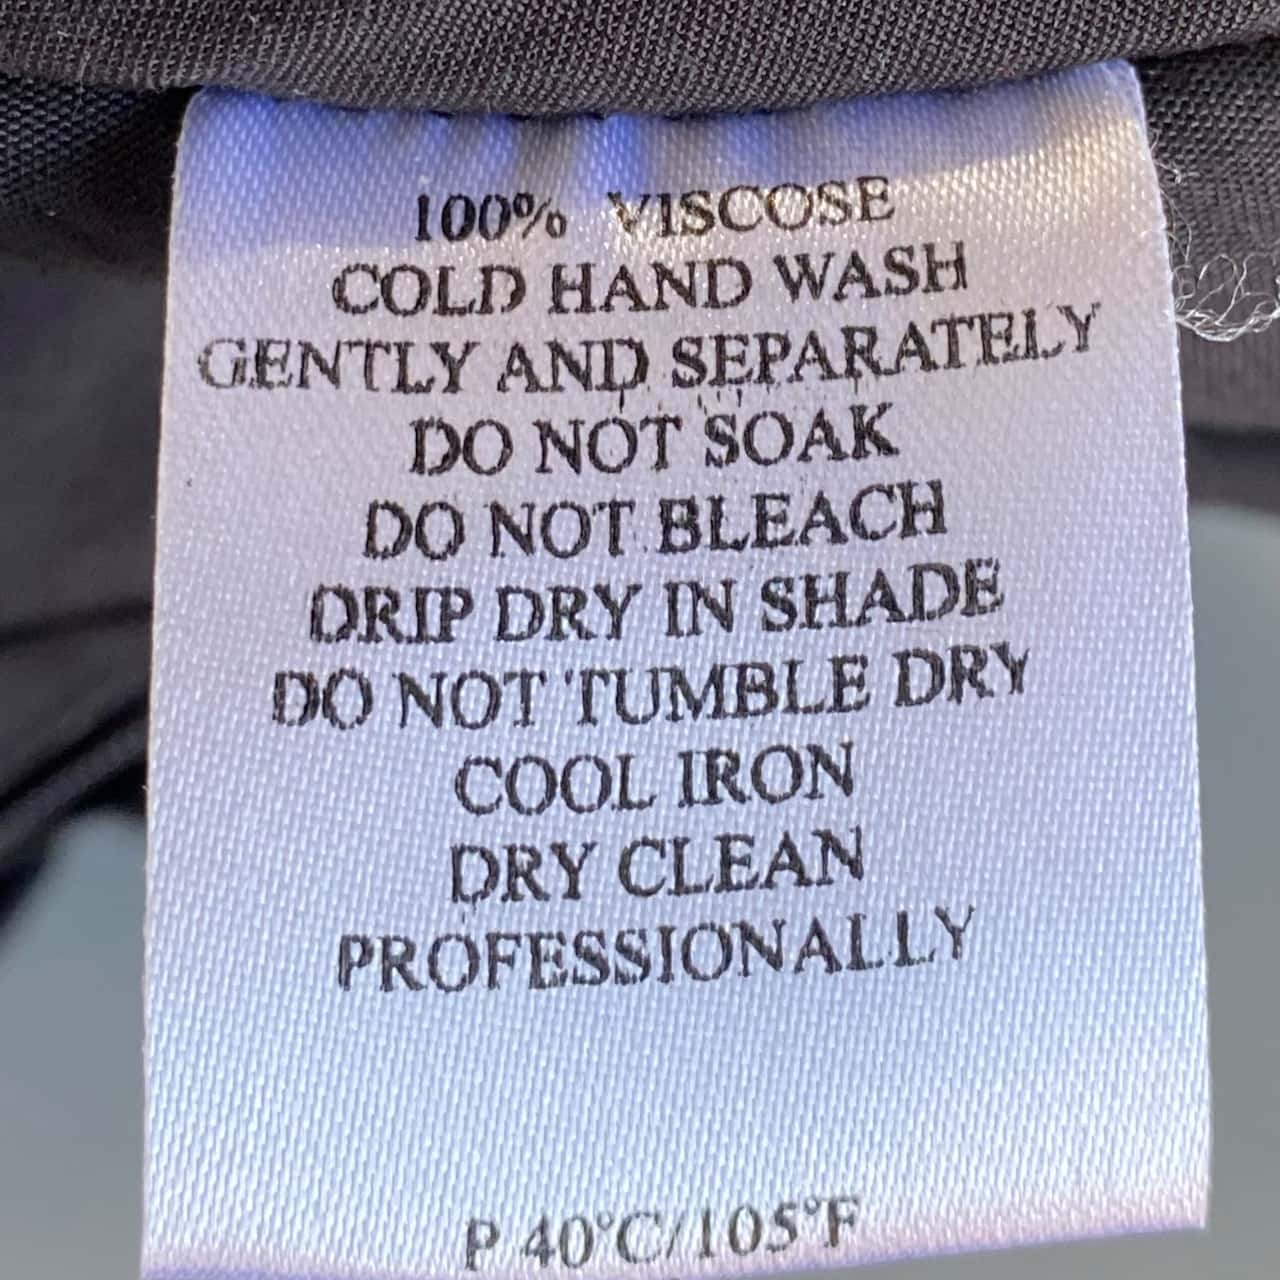 100% VISCOSE
COLD HAND WASH
GENTLY AND SEPARATELY
DO NOT SOAK
DO NOT BLEACH
DRIP DRY IN SHADE
DO NOT TUMBLE DRY
COOL IRON
DRY CLEAN
PROFESSIONALLY
P 40°C/105°F